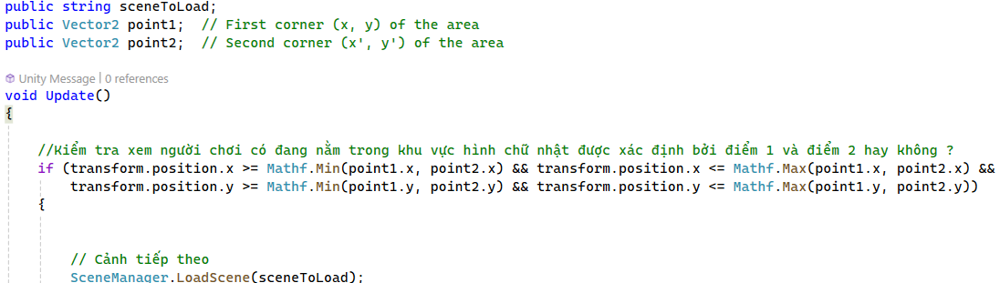 public string sceneToLoad;
public Vector2 point1;  // First corner (x, y) of the area
public Vector2 point2;  // Second corner (x', y') of the area
Unity Message | 0 references
void Update()
{
//Kiểm tra xem người chơi có đang nằm trong khu vực hình chữ nhật được xác định bởi điểm 1 và điểm 2 hay không ?
if (transform.position.x >= Mathf.Min(point1.x, point2.x) && transform.position.x <= Mathf.Max(point1.x, point2.x) &&
transform.position.y >= Mathf.Min(point1.y, point2.y) && transform.position.y <= Mathf.Max(point1.y, point2.y))
{
// Cảnh tiếp theo
SceneManager.LoadScene(sceneToLoad);